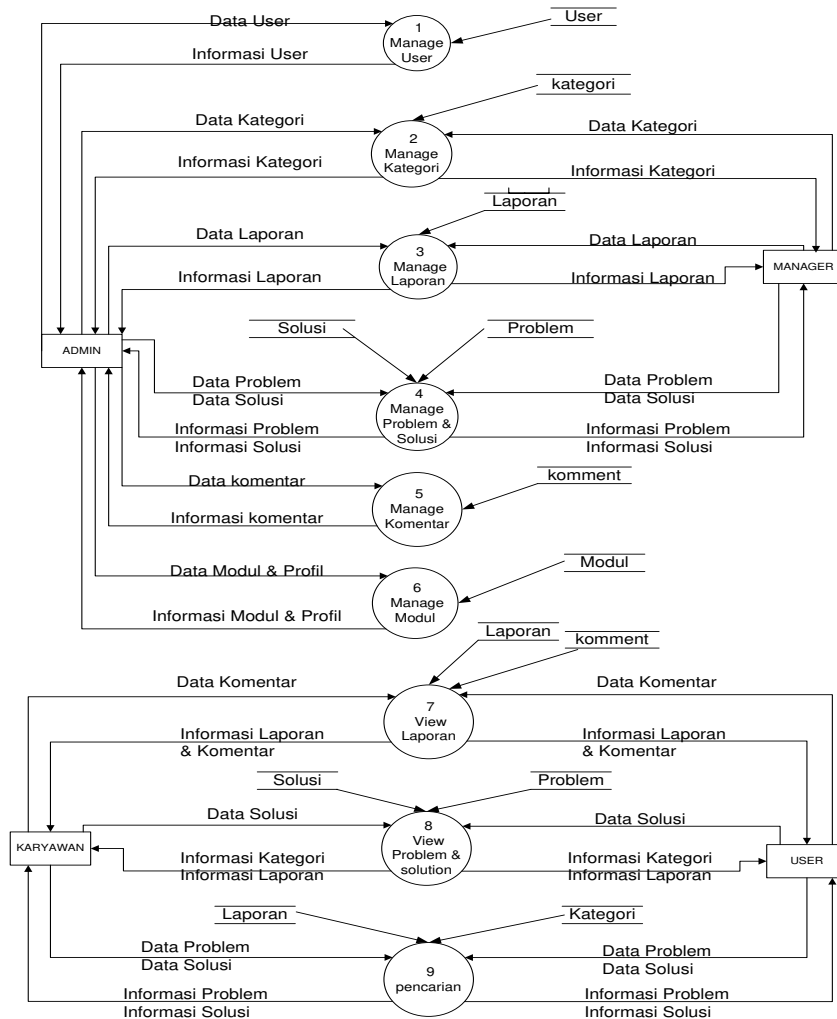 Data User
User
1
Manage
User
Informasi User
kategori
Data Kategori
Data Kategori
2
Manage
Kategori
Informasi Kategori
Informasi Kategori
Laporan
Data Laporan
Data Laporan
3
Manage
Laporan
Informasi Laporan
Informasi Laporan
MANAGER
Solusi
Problem
ADMIN
Data Problem
Data Solusi
Data Problem
Data Solusi
4
Manage
Problem &
Solusi
Informasi Problem
Informasi Solusi
Informasi Problem
Informasi Solusi
Data komentar
komment
5
Manage
Komentar
Informasi komentar
Modul
Data Modul & Profil
6
Manage
Modul
Informasi Modul & Profil
Laporan
komment
Data Komentar
Data Komentar
7
View
Laporan
Informasi Laporan
& Komentar
Informasi Laporan
& Komentar
Solusi
Problem
Data Solusi
Data Solusi
8
View
Problem &
solution
KARYAWAN
USER
Informasi Kategori
Informasi Laporan
Informasi Kategori
Informasi Laporan
Laporan
Kategori
Data Problem
Data Solusi
Data Problem
Data Solusi
9
pencarian
Informasi Problem
Informasi Solusi
Informasi Problem
Informasi Solusi